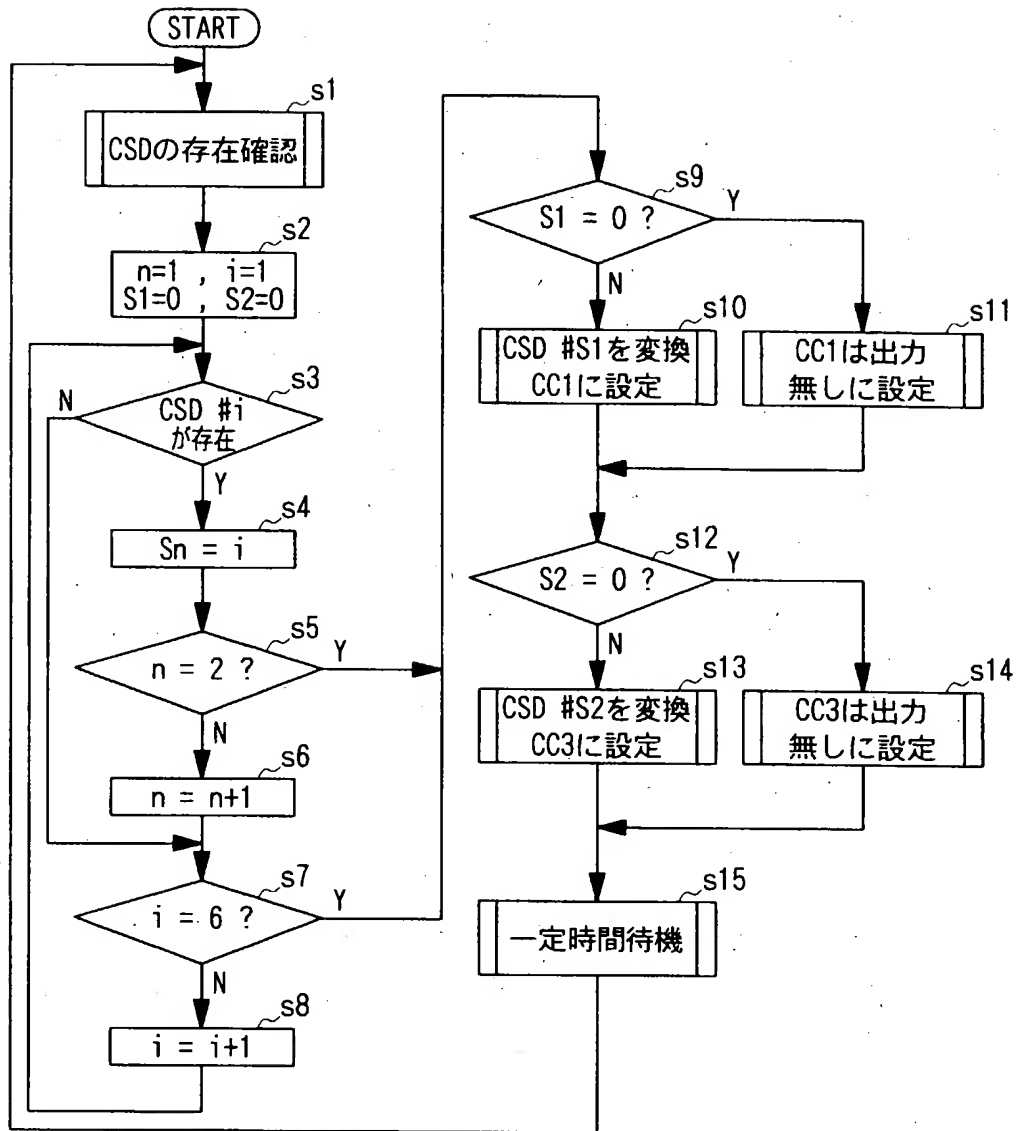 START
s1
CSDの存在確認
s2
n=1 , i=1
S1=0 , S2=0
s3
N
CSD #i
が存在
Y
s4
Sn = i
s5
n = 2 ?
Y
N
s6
n = n+1
s7
i = 6 ?
Y
N
s8
i = i+1
s9
S1 = 0 ?
Y
N
s10
CSD #S1を変換
CC1に設定
s11
CC1は出力
無しに設定
s12
S2 = 0 ?
Y
N
s13
CSD #S2を変換
CC3に設定
s14
CC3は出力
無しに設定
s15
一定時間待機